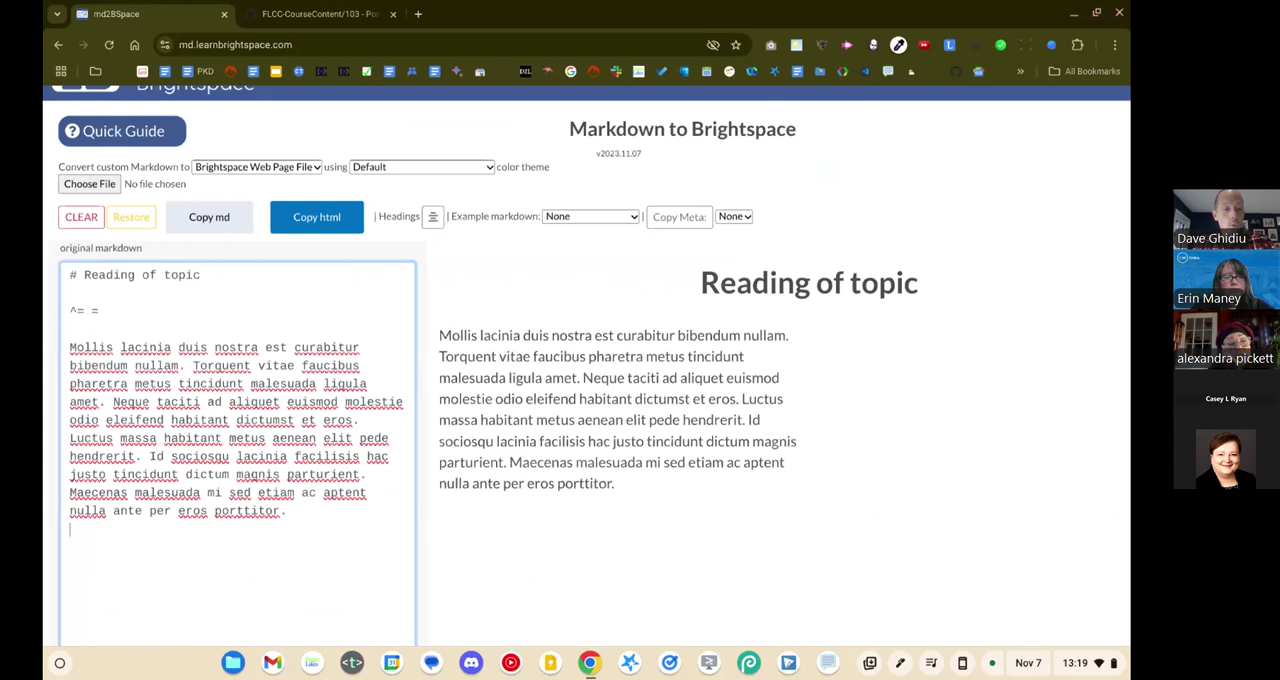 md2BSpace
FLCC-CourseContent/103 - Po
md.learnbrightspace.com
PKD
All Bookmarks
Brightspace
Quick Guide
Markdown to Brightspace
v2023.11.07
Convert custom Markdown to Brightspace Web Page File using Default color theme
Choose File No file chosen
CLEAR Restore Copy md Copy html | Headings | Example markdown: None | Copy Meta: None
original markdown
# Reading of topic
^= =
Mollis lacinia duis nostra est curabitur
bibendum nullam. Torquent vitae faucibus
pharetra metus tincidunt malesuada ligula
amet. Neque taciti ad aliquet euismod molestie
odio eleifend habitant dictumst et eros.
Luctus massa habitant metus aenean elit pede
hendrerit. Id sociosqu lacinia facilisis hac
justo tincidunt dictum magnis parturient.
Maecenas malesuada mi sed etiam ac aptent
nulla ante per eros porttitor.
Reading of topic
Mollis lacinia duis nostra est curabitur bibendum nullam.
Torquent vitae faucibus pharetra metus tincidunt
malesuada ligula amet. Neque taciti ad aliquet euismod
molestie odio eleifend habitant dictumst et eros. Luctus
massa habitant metus aenean elit pede hendrerit. Id
sociosqu lacinia facilisis hac justo tincidunt dictum magnis
parturient. Maecenas malesuada mi sed etiam ac aptent
nulla ante per eros porttitor.
Dave Ghidiu
Erin Maney
alexandra pickett
Casey L Ryan
Nov 7
13:19